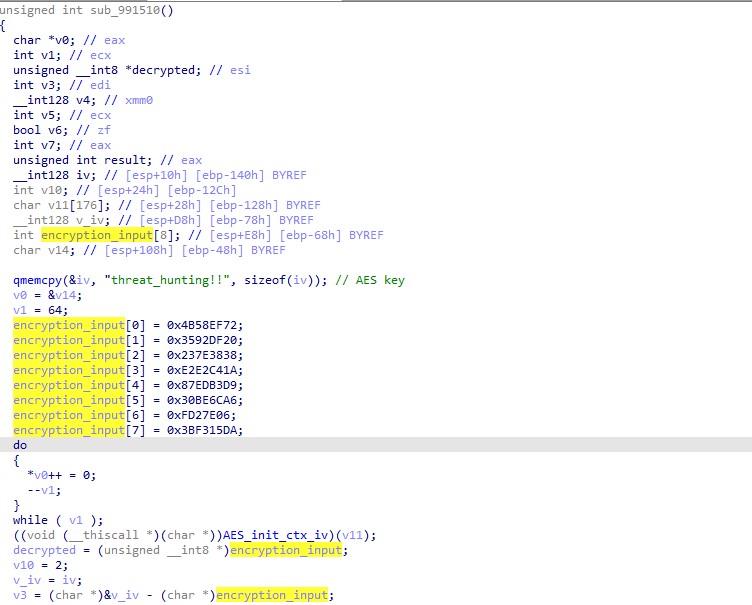 unsigned int sub_991510()
{
char *v0; // eax
int v1; // ecx
unsigned __int8 *decrypted; // esi
int v3; // edi
__int128 v4; // xmm0
int v5; // ecx
bool v6; // zf
int v7; // eax
unsigned int result; // eax
__int128 iv; // [esp+10h] [ebp-140h] BYREF
int v10; // [esp+24h] [ebp-12Ch]
char v11[176]; // [esp+28h] [ebp-128h] BYREF
__int128 v_iv; // [esp+D8h] [ebp-78h] BYREF
int encryption_input[8]; // [esp+E8h] [ebp-68h] BYREF
char v14; // [esp+108h] [ebp-48h] BYREF
qmemcpy(&iv, "threat_hunting!!", sizeof(iv)); // AES key
v0 = &v14;
v1 = 64;
encryption_input[0] = 0x4B58EF72;
encryption_input[1] = 0x3592DF20;
encryption_input[2] = 0x237E3838;
encryption_input[3] = 0xE2E2C41A;
encryption_input[4] = 0x87EDB3D9;
encryption_input[5] = 0x30BE6CA6;
encryption_input[6] = 0xFD27E06;
encryption_input[7] = 0x3BF315DA;
do
{
*v0++ = 0;
--v1;
}
while ( v1 );
((void (__thiscall *)(char *))AES_init_ctx_iv)(v11);
decrypted = (unsigned __int8 *)encryption_input;
v10 = 2;
v_iv = iv;
v3 = (char *)&v_iv - (char *)encryption_input;